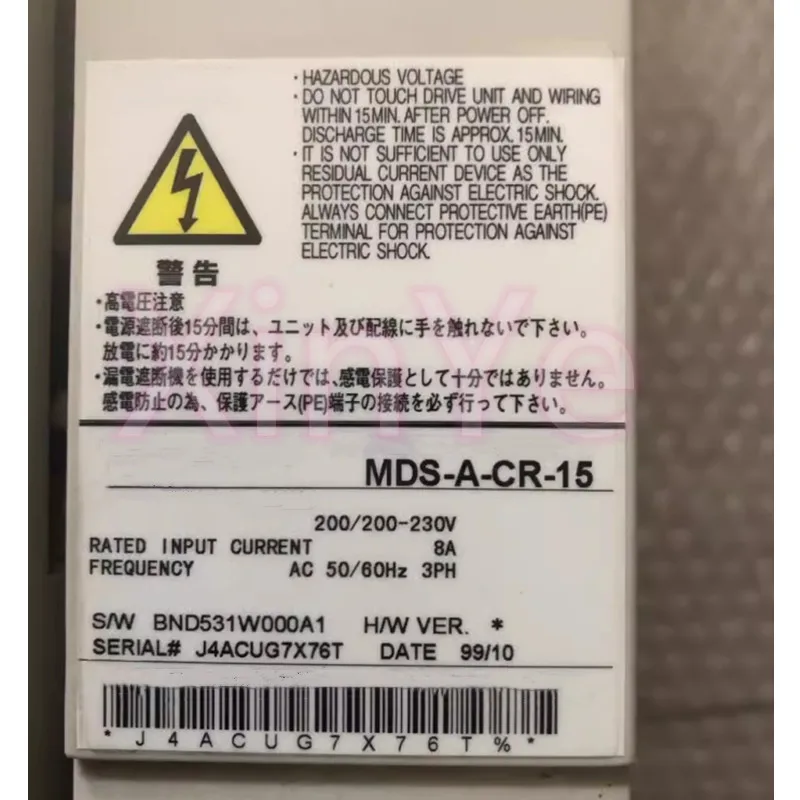 ・HAZARDOUS VOLTAGE
・DO NOT TOUCH DRIVE UNIT AND WIRING
WITHIN 15MIN. AFTER POWER OFF.
DISCHARGE TIME IS APPROX. 15MIN.
・IT IS NOT SUFFICIENT TO USE ONLY
RESIDUAL CURRENT DEVICE AS THE
PROTECTION AGAINST ELECTRIC SHOCK.
ALWAYS CONNECT PROTECTIVE EARTH(PE)
TERMINAL FOR PROTECTION AGAINST
ELECTRIC SHOCK.
警告
・高電圧注意
・電源遮断後15分間は、ユニット及び配線に手を触れないで下さい。
放電に約15分かかります。
・漏電遮断機を使用するだけでは、感電保護として十分ではありません。
感電防止の為、保護アース(PE)端子の接続を必ず行って下さい。
XinYe
MDS-A-CR-15
200/200-230V
RATED INPUT CURRENT 8A
FREQUENCY AC 50/60Hz 3PH
S/W BND531W000A1 H/W VER. *
SERIAL# J4ACUG7X76T DATE 99/10
*J4ACUG7X76T%*